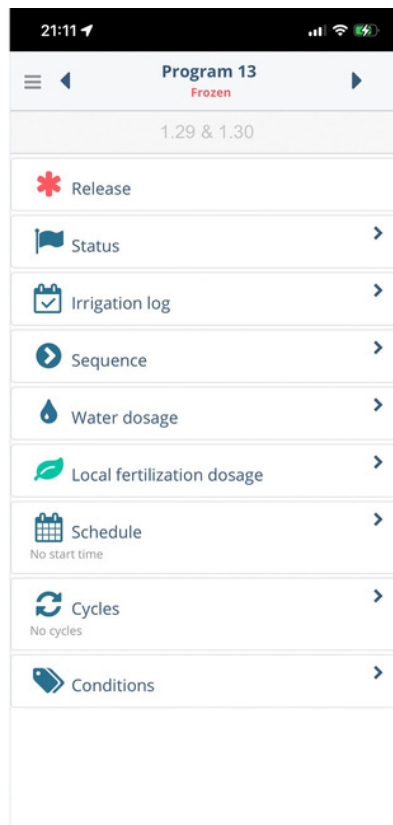 21:11
Program 13
Frozen
1.29 & 1.30
Release
Status
Irrigation log
Sequence
Water dosage
Local fertilization dosage
Schedule
No start time
Cycles
No cycles
Conditions